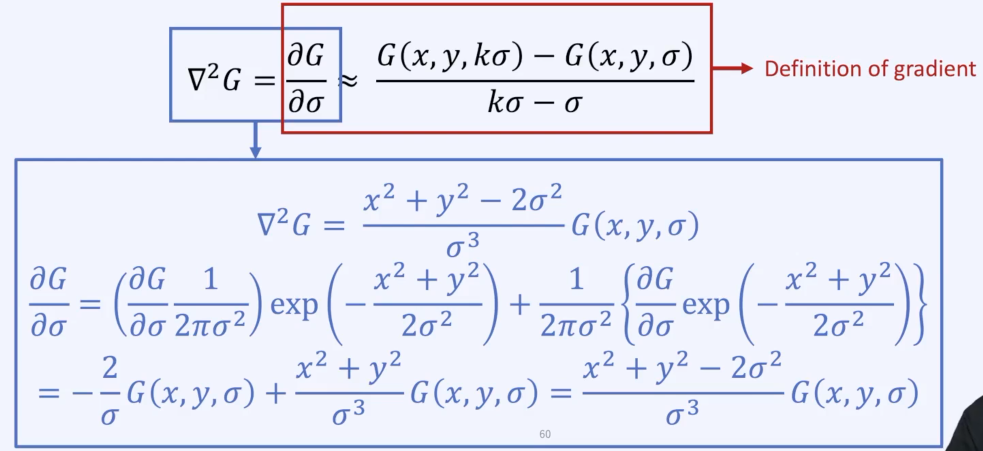 ∇²G = ∂G/∂σ ≈ (G(x, y, kσ) − G(x, y, σ))/(kσ − σ) Definition of gradient
∇²G = (x² + y² − 2σ²)/σ³ G(x, y, σ)
∂G/∂σ = (∂G/∂σ 1/(2πσ²)) exp(−(x² + y²)/(2σ²)) + 1/(2πσ²) {∂G/∂σ exp(−(x² + y²)/(2σ²))}
= −2/σ G(x, y, σ) + (x² + y²)/σ³ G(x, y, σ) = (x² + y² − 2σ²)/σ³ G(x, y, σ)
60